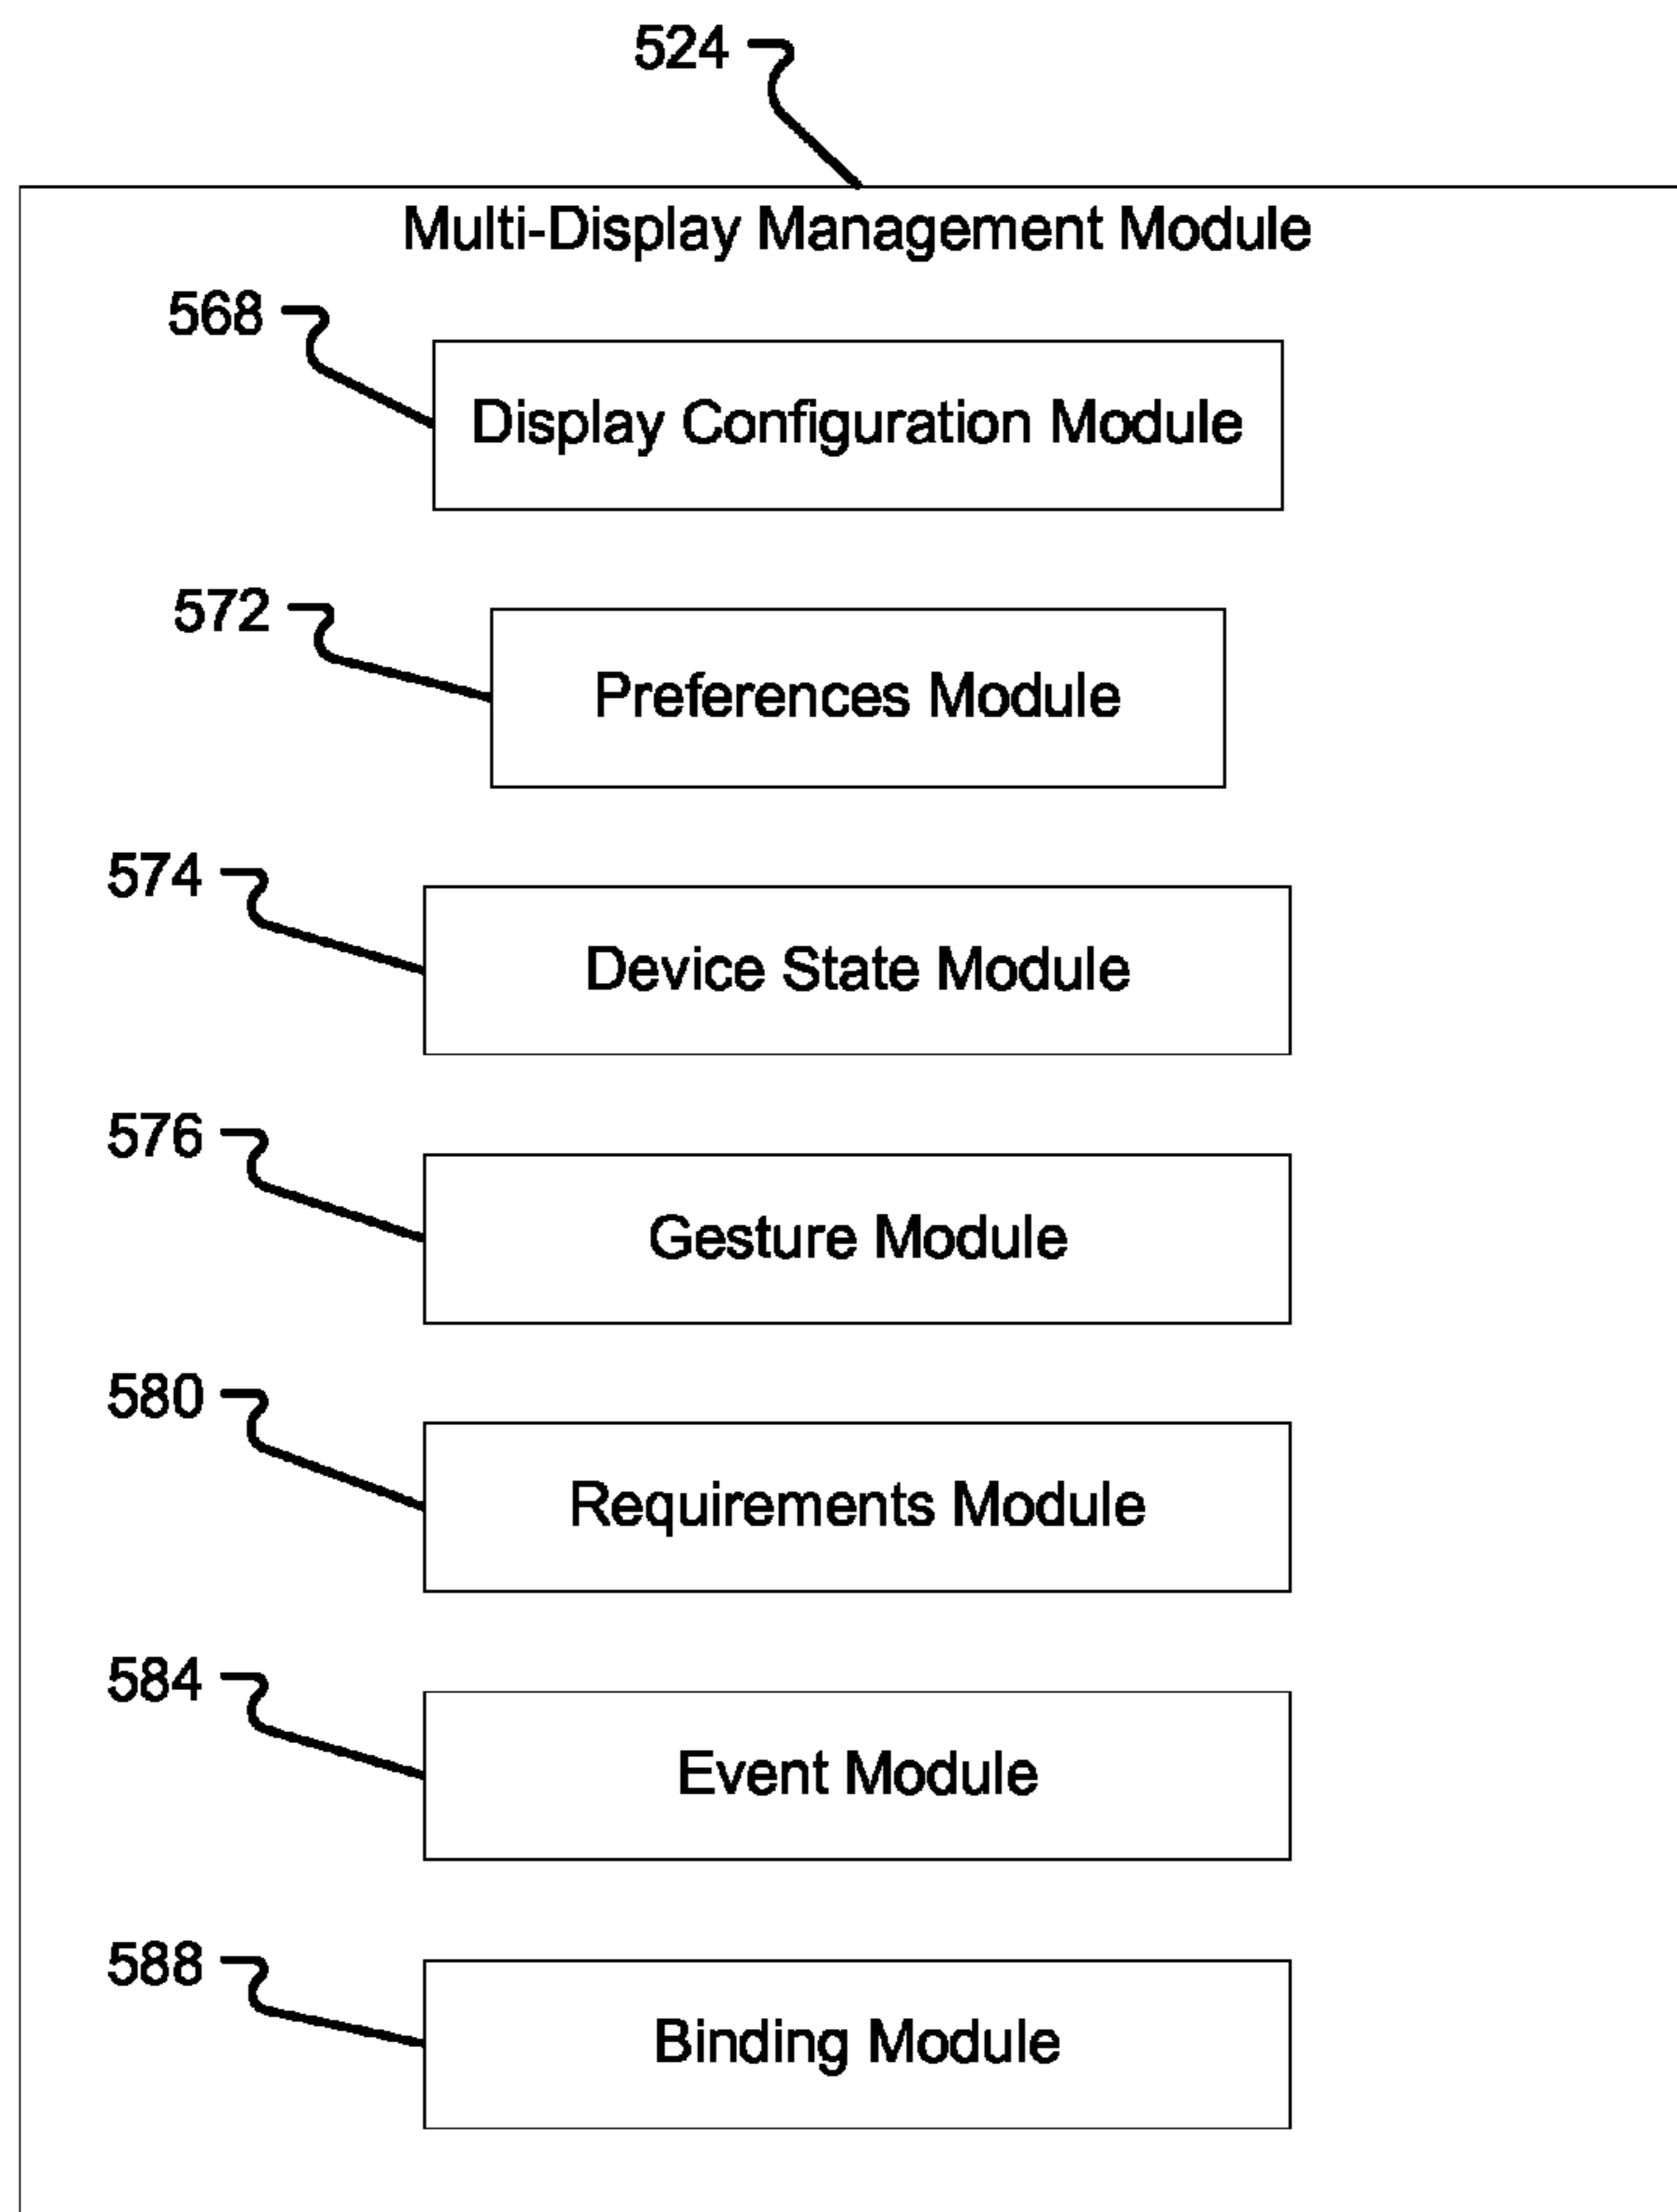 524
Multi-Display Management Module
568
Display Configuration Module
572
Preferences Module
574
Device State Module
576
Gesture Module
580
Requirements Module
584
Event Module
588
Binding Module